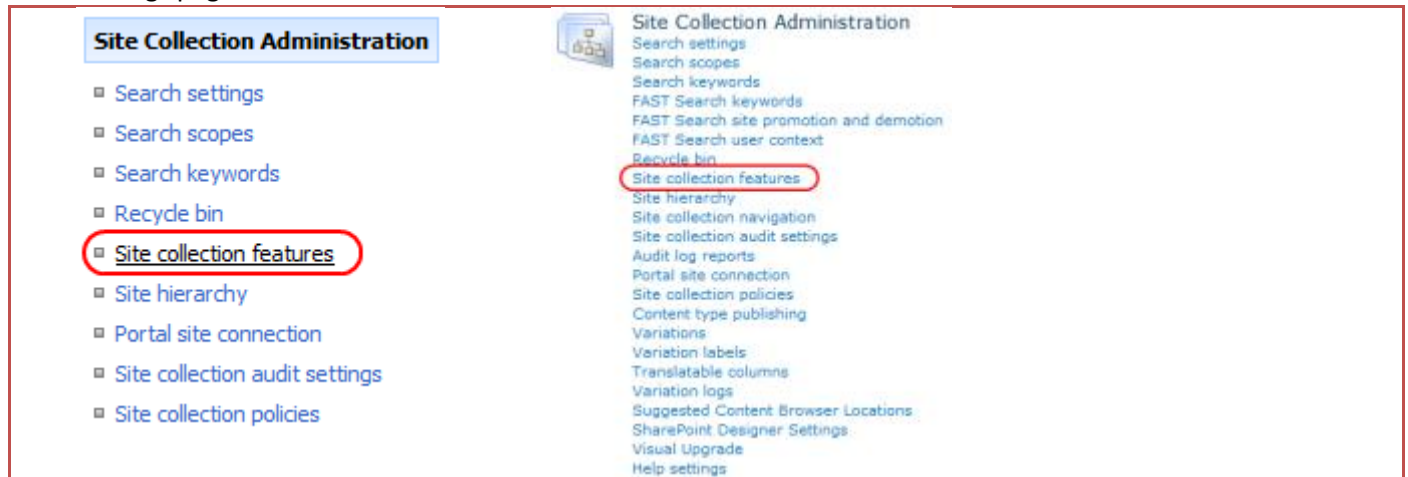 Site Collection Administration
Search settings
Search scopes
Search keywords
Recycle bin
Site collection features
Site hierarchy
Portal site connection
Site collection audit settings
Site collection policies
Site Collection Administration
Search settings
Search scopes
Search keywords
FAST Search keywords
FAST Search site promotion and demotion
FAST Search user context
Recycle bin
Site collection features
Site hierarchy
Site collection navigation
Site collection audit settings
Audit log reports
Portal site connection
Site collection policies
Content type publishing
Variations
Variation labels
Translatable columns
Variation logs
Suggested Content Browser Locations
SharePoint Designer Settings
Visual Upgrade
Help settings